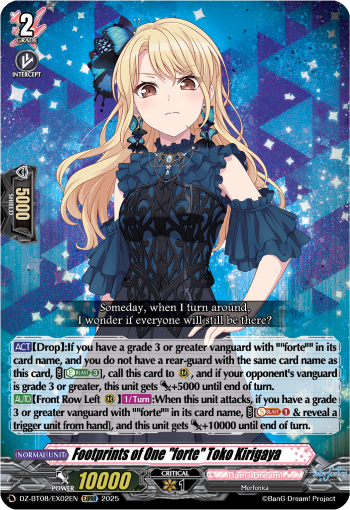 2
GRADE
INTERCEPT
5000
SHIELD
Someday, when I turn around,
I wonder if everyone will still be there?
ACT【Drop】:If you have a grade 3 or greater vanguard with ""forte"" in its
card name, and you do not have a rear-guard with the same card name as
this card, [E-BLAST 3], call this card to R, and if your opponent's vanguard
is grade 3 or greater, this unit gets +5000 until end of turn.
AUTO【Front Row Left R】1/Turn:When this unit attacks, if you have a grade
3 or greater vanguard with ""forte"" in its card name, [S-BLAST 1 & reveal a
trigger unit from hand], and this unit gets +10000 until end of turn.
NORMAL UNIT
Footprints of One "forte" Toko Kirigaya
POWER 10000
CRITICAL
1
BanG Dream!
Morfonica
D DZ-BT08/EX02EN 2025
©BanG Dream! Project